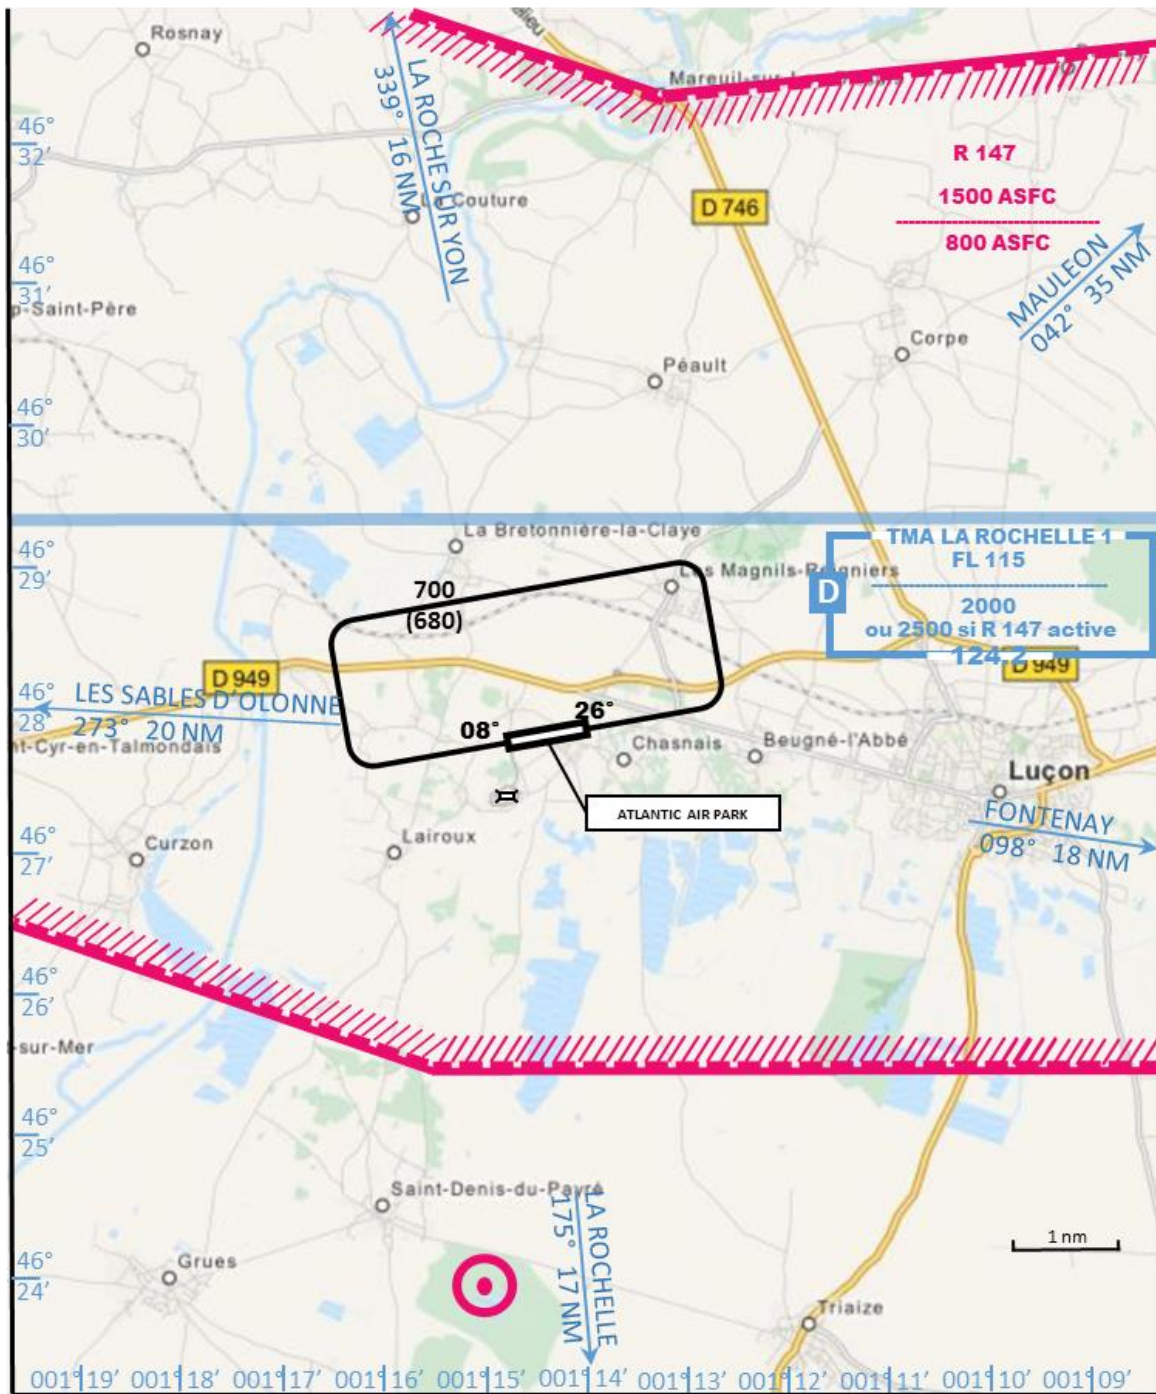 Rosnay
Mareuil-sur-
46°
32'
LA ROCHE SUR YON
339° 16 NM
R 147
1500 ASFC
800 ASFC
La Couture
D 746
MAULEON
042° 35 NM
46°
31'
p-Saint-Père
Corpe
Péault
46°
30'
La Bretonnière-la-Claye
TMA LA ROCHELLE 1
FL 115
D
2000
ou 2500 si R 147 active
124.2
46°
29'
Les Magnils-Reigniers
700
(680)
D 949
D 949
46°
28'
LES SABLES D'OLONNE
273° 20 NM
nt-Cyr-en-Talmondais
08°
26°
Chasnais
Beugné-l'Abbé
Luçon
ATLANTIC AIR PARK
FONTENAY
098° 18 NM
Lairoux
Curzon
46°
27'
46°
26'
-sur-Mer
46°
25'
Saint-Denis-du-Payré
LA ROCHELLE
175° 17 NM
1 nm
Grues
46°
24'
Triaize
001°19' 001°18' 001°17' 001°16' 001°15' 001°14' 001°13' 001°12' 001°11' 001°10' 001°09'